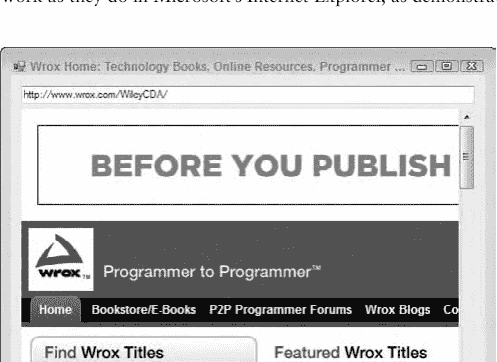 work as they do in Microsoft's Internet Explorer, as demonstra
Wrox Home: Technology Books, Online Resources, Programmer ...
http://www.wrox.com/WileyCDA/
BEFORE YOU PUBLISH
wrox™
Programmer to Programmer™
Home Bookstore/E-Books P2P Programmer Forums Wrox Blogs Co
Find Wrox Titles Featured Wrox Titles